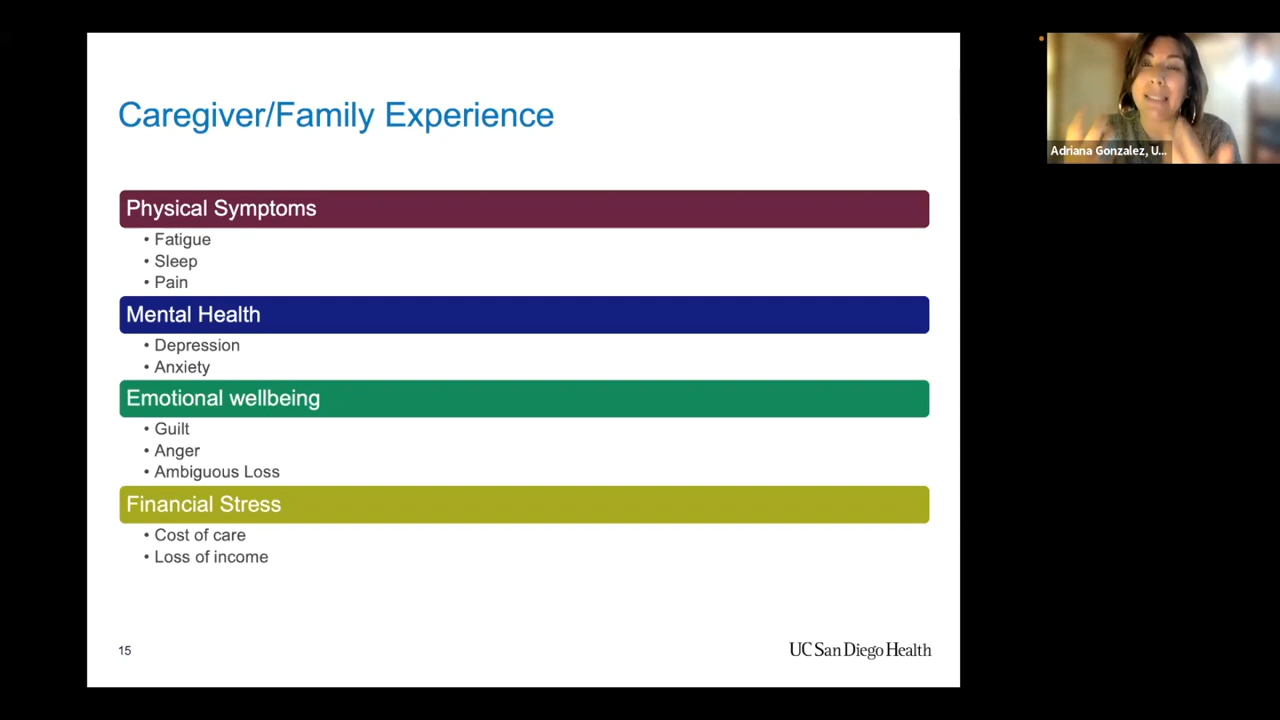 Caregiver/Family Experience
Physical Symptoms
• Fatigue
• Sleep
• Pain
Mental Health
• Depression
• Anxiety
Emotional wellbeing
• Guilt
• Anger
• Ambiguous Loss
Financial Stress
• Cost of care
• Loss of income
15
UC San Diego Health
Adriana Gonzalez, U...